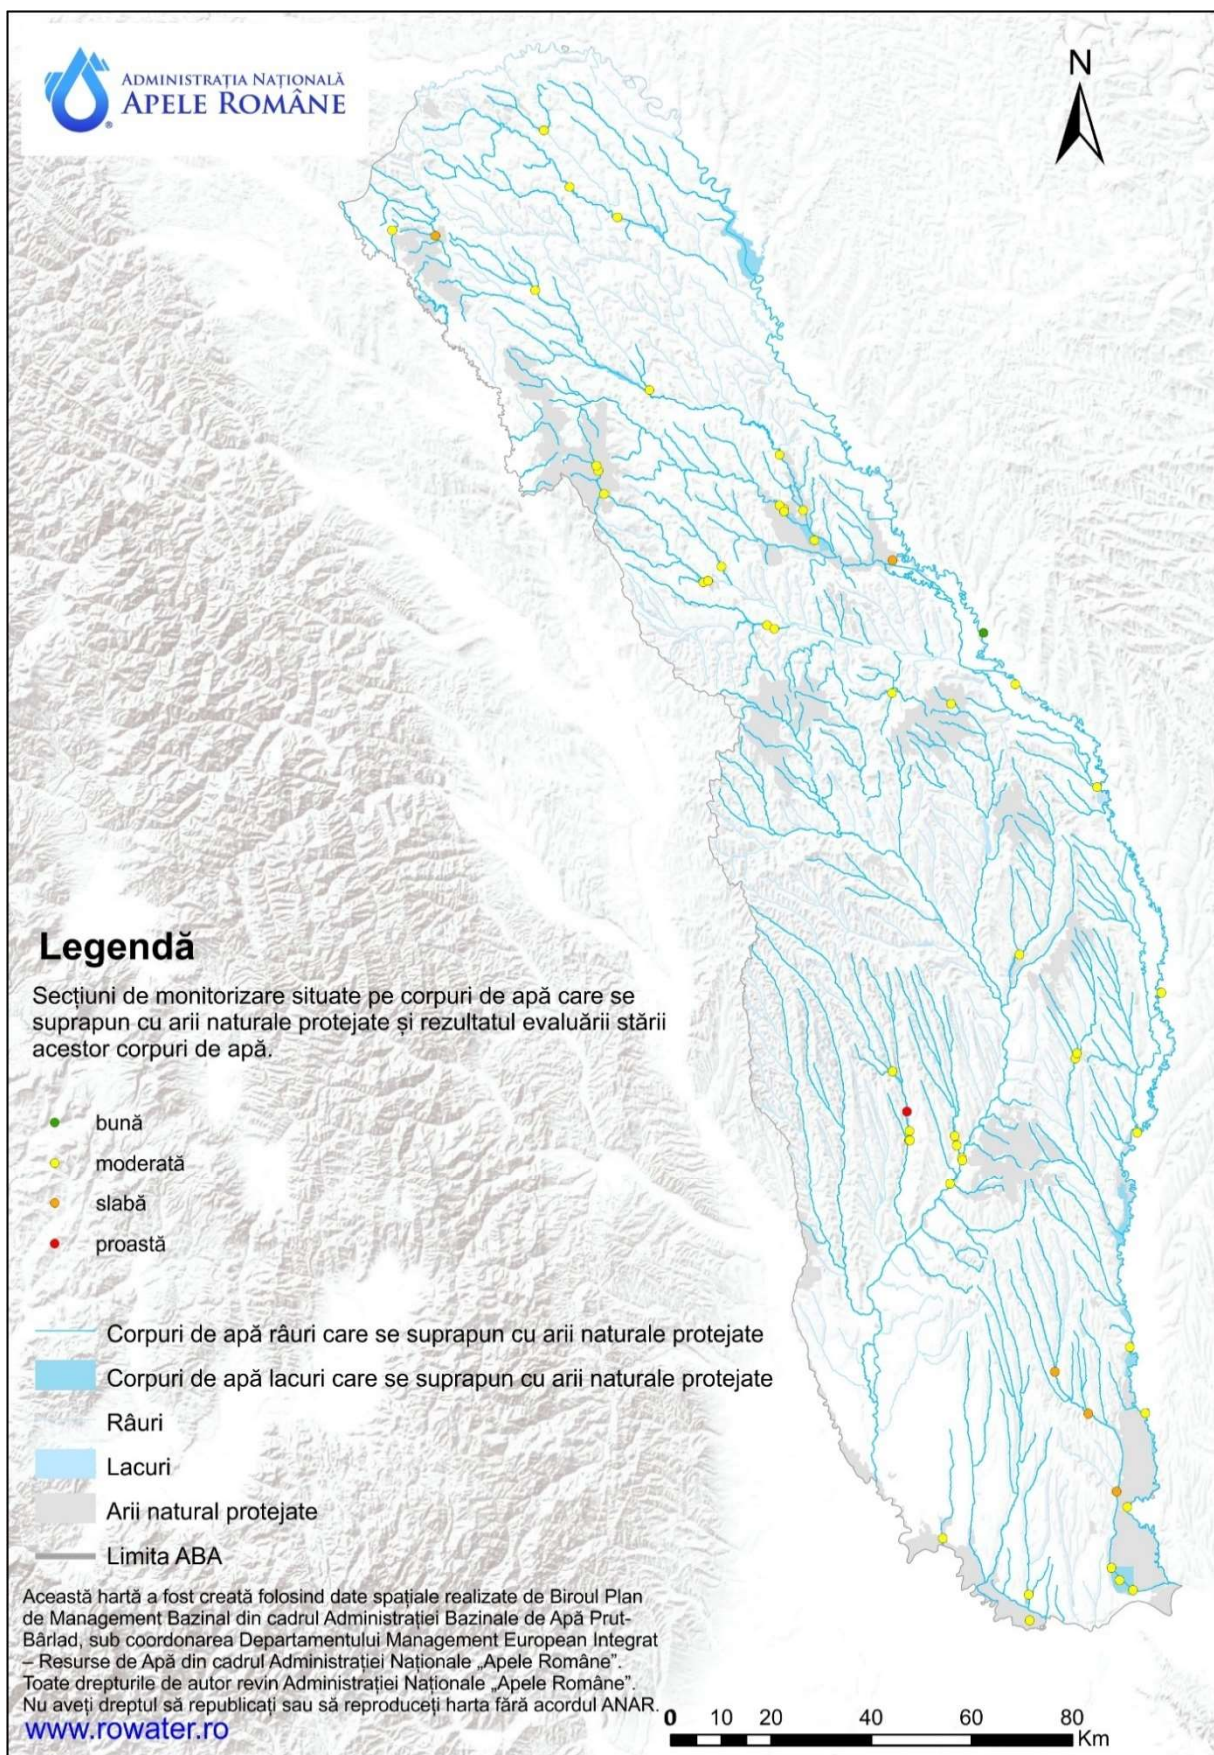 ADMINISTRAȚIA NAȚIONALĂ
APELE ROMÂNE
®
N
Legendă
Secțiuni de monitorizare situate pe corpuri de apă care se
suprapun cu arii naturale protejate și rezultatul evaluării stării
acestor corpuri de apă.
bună
moderată
slabă
proastă
Corpuri de apă râuri care se suprapun cu arii naturale protejate
Corpuri de apă lacuri care se suprapun cu arii naturale protejate
Râuri
Lacuri
Arii natural protejate
Limita ABA
Această hartă a fost creată folosind date spațiale realizate de Biroul Plan
de Management Bazinal din cadrul Administrației Bazinale de Apă Prut-
Bârlad, sub coordonarea Departamentului Management European Integrat
– Resurse de Apă din cadrul Administrației Naționale „Apele Române”.
Toate drepturile de autor revin Administrației Naționale „Apele Române”.
Nu aveți dreptul să republicați sau să reproduceți harta fără acordul ANAR.
www.rowater.ro
0 10 20 40 60 80
Km